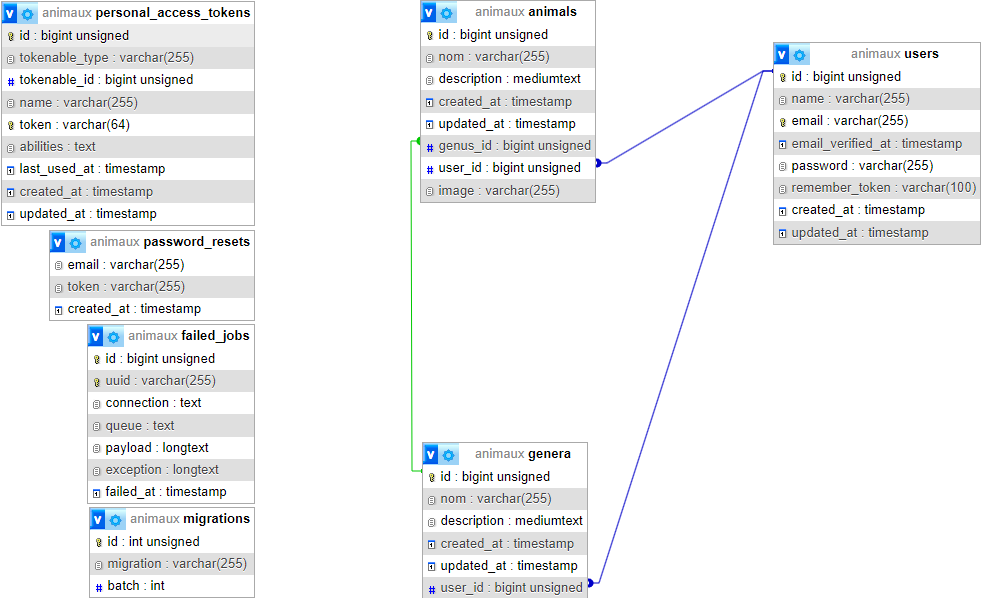 animaux personal_access_tokens
id : bigint unsigned
tokenable_type : varchar(255)
tokenable_id : bigint unsigned
name : varchar(255)
token : varchar(64)
abilities : text
last_used_at : timestamp
created_at : timestamp
updated_at : timestamp
animaux password_resets
email : varchar(255)
token : varchar(255)
created_at : timestamp
animaux failed_jobs
id : bigint unsigned
uuid : varchar(255)
connection : text
queue : text
payload : longtext
exception : longtext
failed_at : timestamp
animaux migrations
id : int unsigned
migration : varchar(255)
batch : int
animaux animals
id : bigint unsigned
nom : varchar(255)
description : mediumtext
created_at : timestamp
updated_at : timestamp
genus_id : bigint unsigned
user_id : bigint unsigned
image : varchar(255)
animaux genera
id : bigint unsigned
nom : varchar(255)
description : mediumtext
created_at : timestamp
updated_at : timestamp
user_id : bigint unsigned
animaux users
id : bigint unsigned
name : varchar(255)
email : varchar(255)
email_verified_at : timestamp
password : varchar(255)
remember_token : varchar(100)
created_at : timestamp
updated_at : timestamp